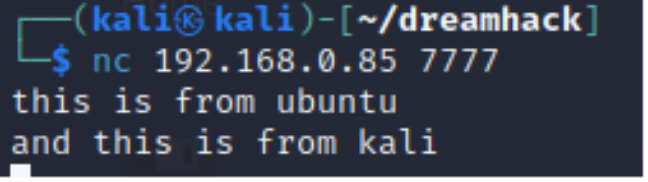 (kali㉿kali)-[~/dreamhack]
$ nc 192.168.0.85 7777
this is from ubuntu
and this is from kali